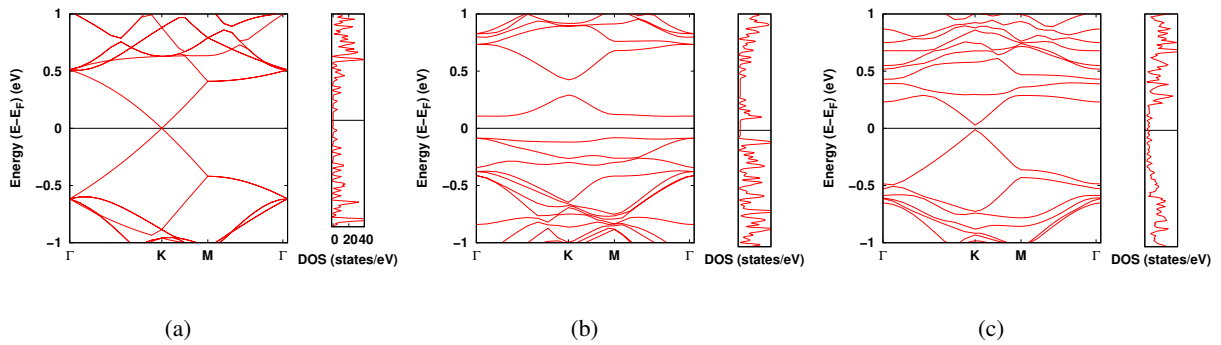 1
0.5
0
−0.5
−1
Energy (E−E_F) (eV)
Γ K M Γ
0 20 40
DOS (states/eV)
(a)
1
0.5
0
−0.5
−1
Energy (E−E_F) (eV)
Γ K M Γ
DOS (states/eV)
(b)
1
0.5
0
−0.5
−1
Energy (E−E_F) (eV)
Γ K M Γ
DOS (states/eV)
(c)